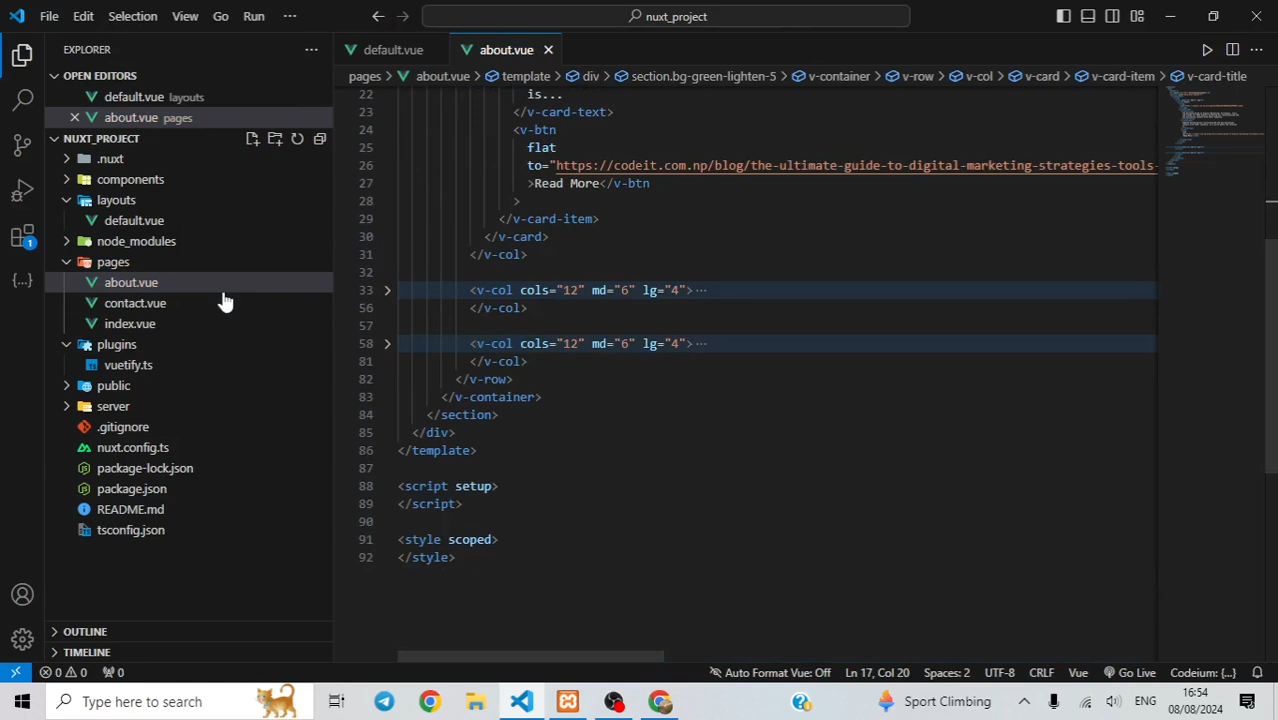 File Edit Selection View Go Run ··· nuxt_project
EXPLORER ···
OPEN EDITORS
default.vue layouts
about.vue pages
NUXT_PROJECT
.nuxt
components
layouts
default.vue
node_modules
pages
about.vue
contact.vue
index.vue
plugins
vuetify.ts
public
server
.gitignore
nuxt.config.ts
package-lock.json
package.json
README.md
tsconfig.json
OUTLINE
TIMELINE
default.vue about.vue
pages > about.vue > template > div > section.bg-green-lighten-5 > v-container > v-row > v-col > v-card > v-card-item > v-card-title
22 is...
23 </v-card-text>
24 <v-btn
25 flat
26 to="https://codeit.com.np/blog/the-ultimate-guide-to-digital-marketing-strategies-tools-
27 >Read More</v-btn
28 >
29 </v-card-item>
30 </v-card>
31 </v-col>
32
33 <v-col cols="12" md="6" lg="4">···
56 </v-col>
57
58 <v-col cols="12" md="6" lg="4">···
81 </v-col>
82 </v-row>
83 </v-container>
84 </section>
85 </div>
86 </template>
87
88 <script setup>
89 </script>
90
91 <style scoped>
92 </style>
1
0 0 0 Auto Format Vue: Off Ln 17, Col 20 Spaces: 2 UTF-8 CRLF Vue Go Live Codeium: {...}
Type here to search Sport Climbing ENG 16:54
08/08/2024